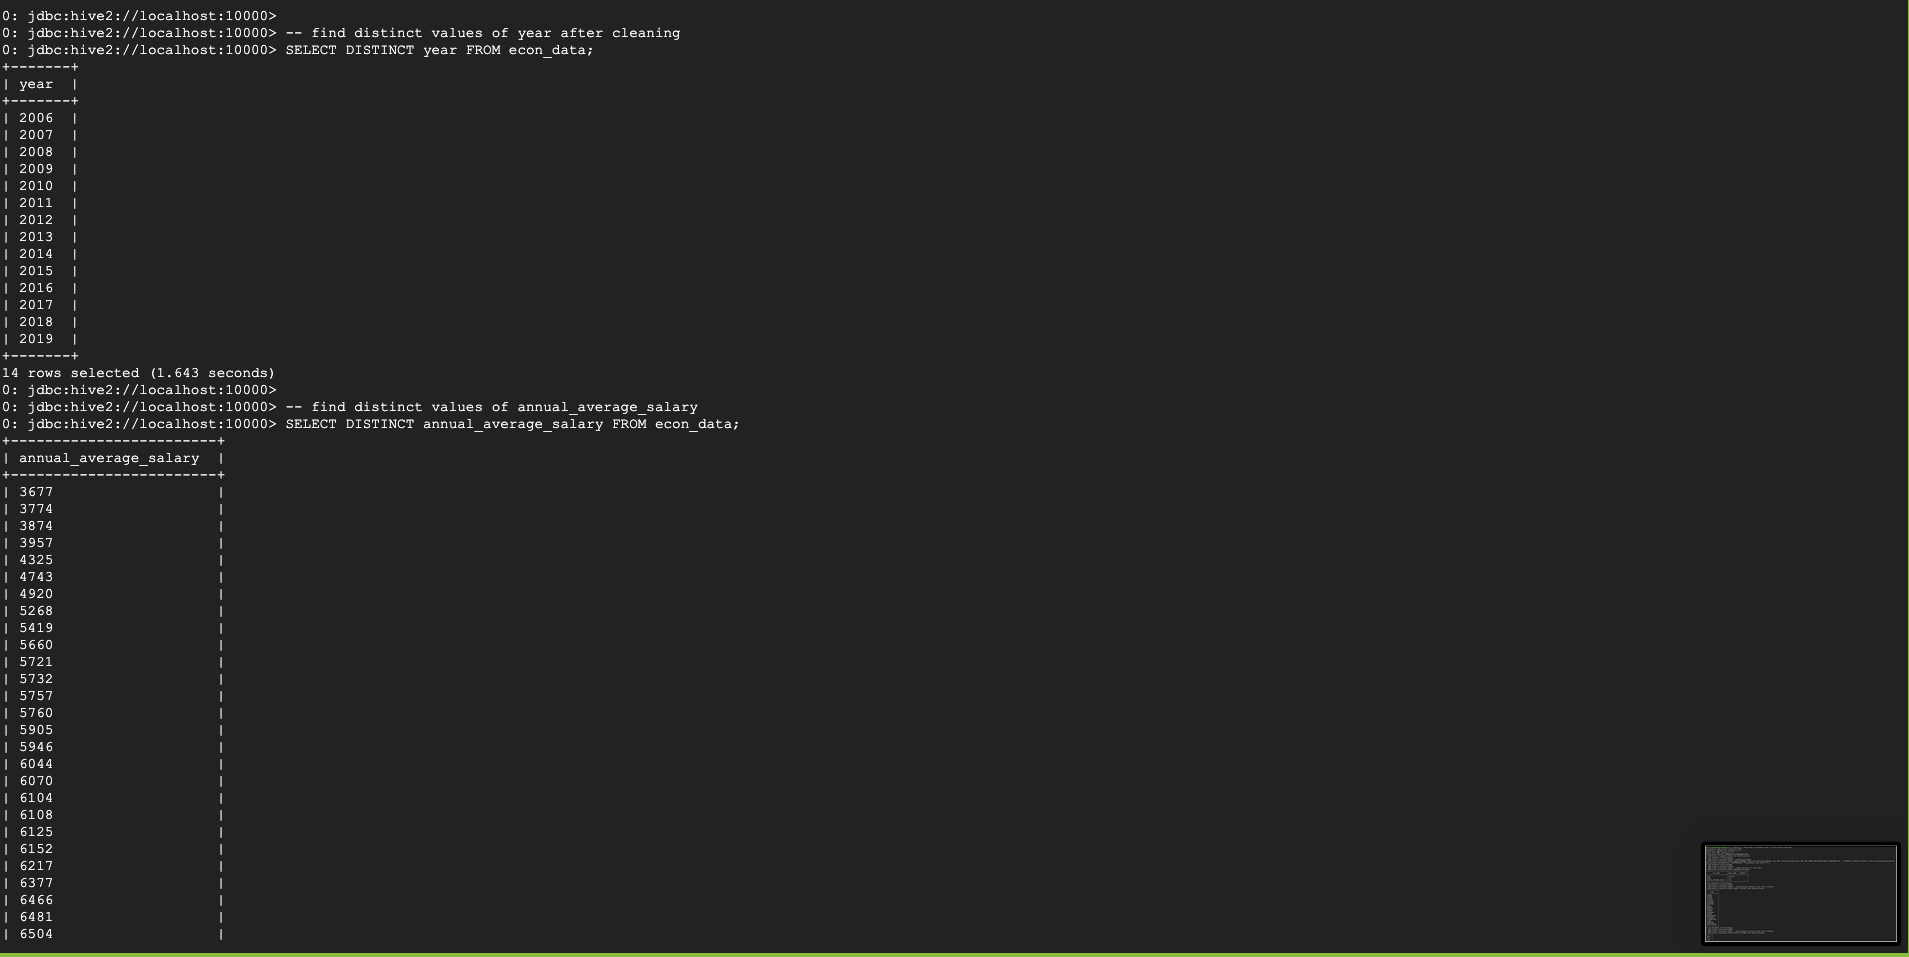 0: jdbc:hive2://localhost:10000>
0: jdbc:hive2://localhost:10000> -- find distinct values of year after cleaning
0: jdbc:hive2://localhost:10000> SELECT DISTINCT year FROM econ_data;
+-------+
| year  |
+-------+
| 2006  |
| 2007  |
| 2008  |
| 2009  |
| 2010  |
| 2011  |
| 2012  |
| 2013  |
| 2014  |
| 2015  |
| 2016  |
| 2017  |
| 2018  |
| 2019  |
+-------+
14 rows selected (1.643 seconds)
0: jdbc:hive2://localhost:10000>
0: jdbc:hive2://localhost:10000> -- find distinct values of annual_average_salary
0: jdbc:hive2://localhost:10000> SELECT DISTINCT annual_average_salary FROM econ_data;
+------------------------+
| annual_average_salary  |
+------------------------+
| 3677                   |
| 3774                   |
| 3874                   |
| 3957                   |
| 4325                   |
| 4743                   |
| 4920                   |
| 5268                   |
| 5419                   |
| 5660                   |
| 5721                   |
| 5732                   |
| 5757                   |
| 5760                   |
| 5905                   |
| 5946                   |
| 6044                   |
| 6070                   |
| 6104                   |
| 6108                   |
| 6125                   |
| 6152                   |
| 6217                   |
| 6377                   |
| 6466                   |
| 6481                   |
| 6504                   |